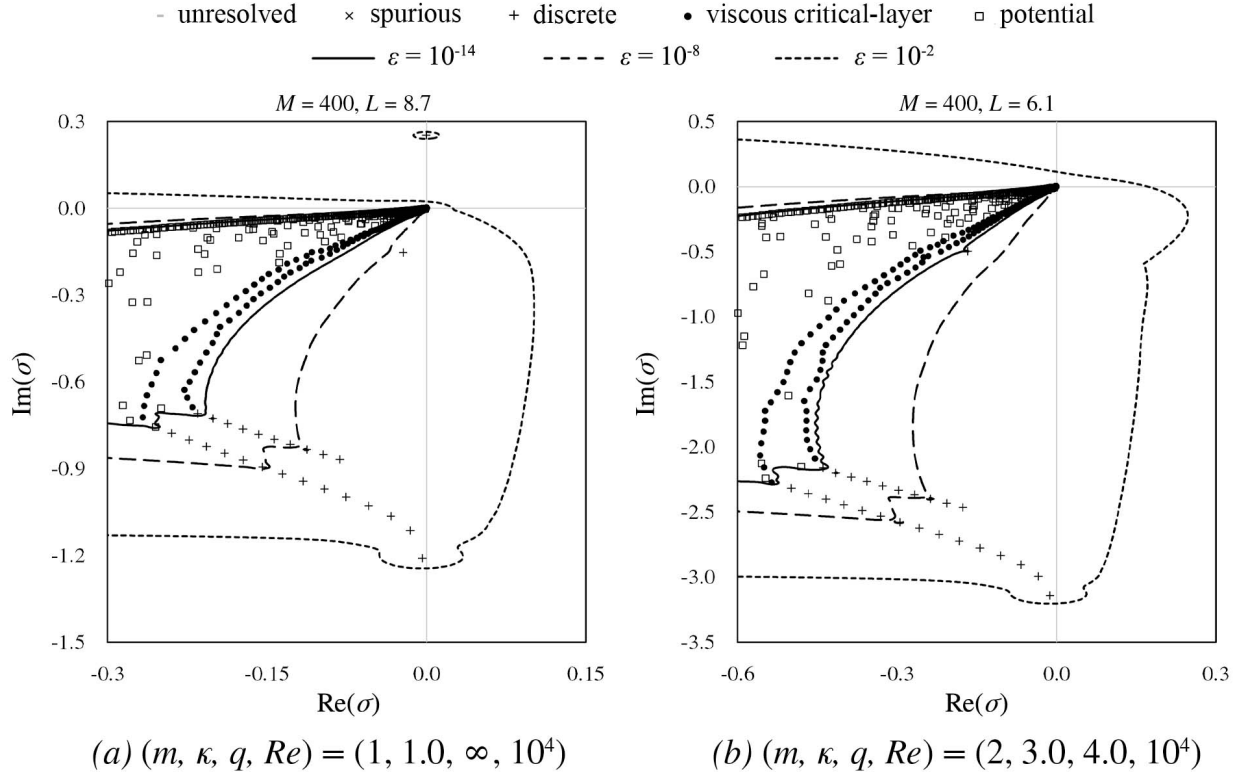 unresolved × spurious + discrete • viscous critical-layer □ potential
ε = 10⁻¹⁴ ε = 10⁻⁸ ε = 10⁻²
M = 400, L = 8.7
0.3
0.0
-0.3
-0.6
-0.9
-1.2
-1.5
Im(σ)
-0.3 -0.15 0.0 0.15
Re(σ)
(a) (m, κ, q, Re) = (1, 1.0, ∞, 10⁴)
M = 400, L = 6.1
0.5
0.0
-0.5
-1.0
-1.5
-2.0
-2.5
-3.0
-3.5
Im(σ)
-0.6 -0.3 0.0 0.3
Re(σ)
(b) (m, κ, q, Re) = (2, 3.0, 4.0, 10⁴)